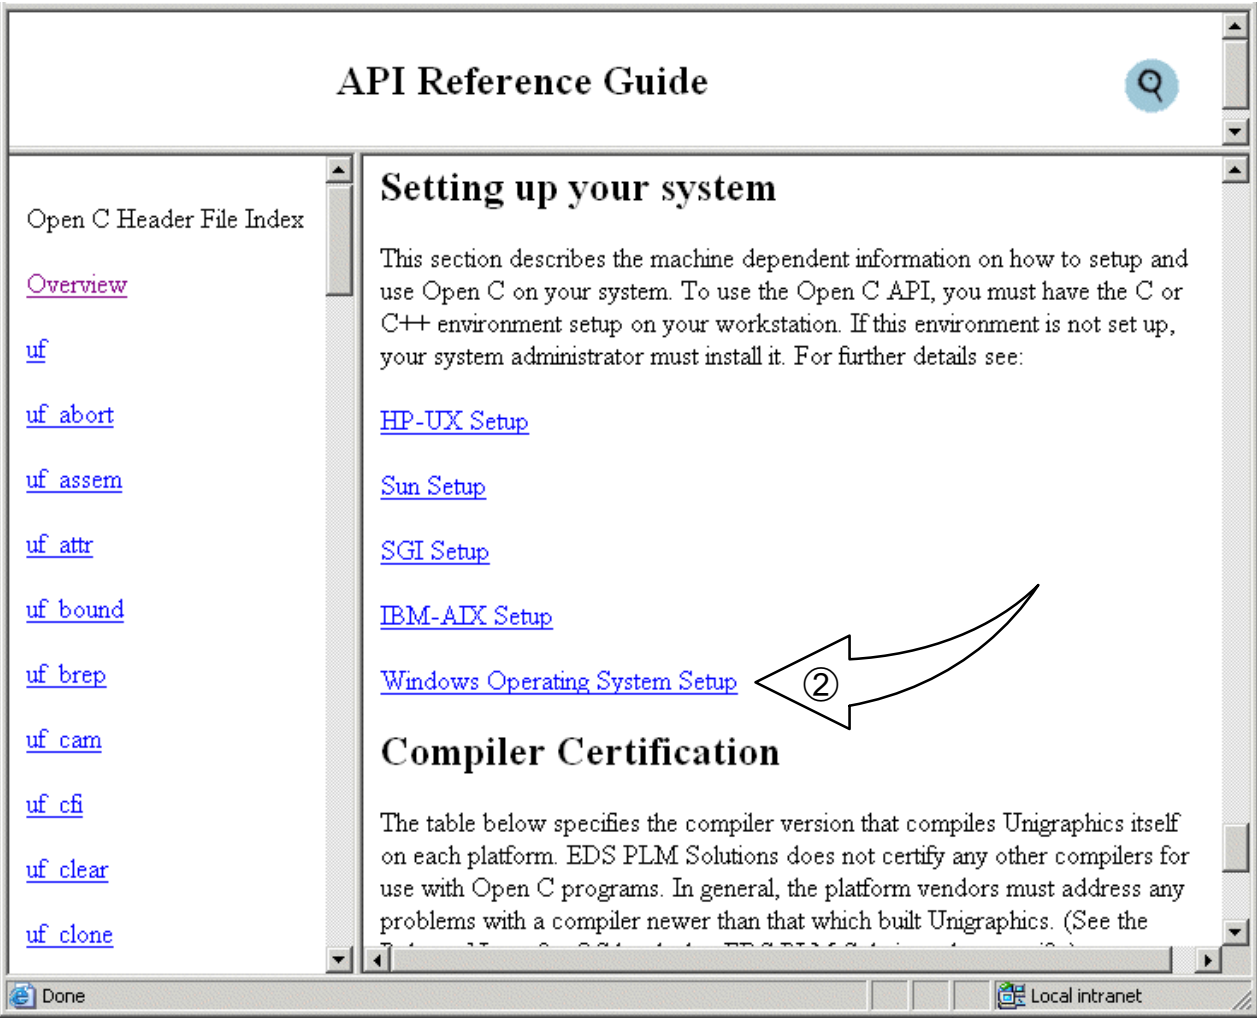 API Reference Guide
Open C Header File Index
Overview
uf
uf_abort
uf_assem
uf_attr
uf_bound
uf_brep
uf_cam
uf_cfi
uf_clear
uf_clone
Setting up your system
This section describes the machine dependent information on how to setup and
use Open C on your system. To use the Open C API, you must have the C or
C++ environment setup on your workstation. If this environment is not set up,
your system administrator must install it. For further details see:
HP-UX Setup
Sun Setup
SGI Setup
IBM-AIX Setup
Windows Operating System Setup
②
Compiler Certification
The table below specifies the compiler version that compiles Unigraphics itself
on each platform. EDS PLM Solutions does not certify any other compilers for
use with Open C programs. In general, the platform vendors must address any
problems with a compiler newer than that which built Unigraphics. (See the
Done
Local intranet